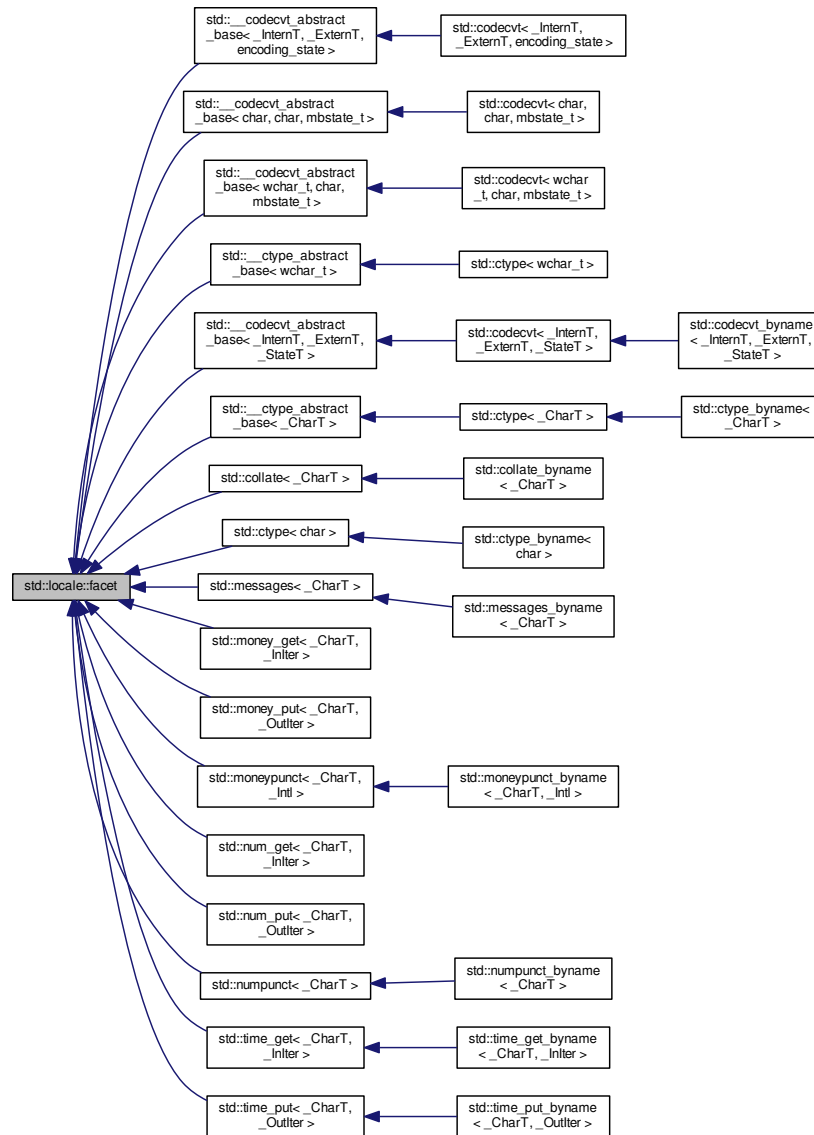 std::__codecvt_abstract
_base< _InternT, _ExternT,
encoding_state >
std::codecvt< _InternT,
_ExternT, encoding_state >
std::__codecvt_abstract
_base< char, char, mbstate_t >
std::codecvt< char,
char, mbstate_t >
std::__codecvt_abstract
_base< wchar_t, char,
mbstate_t >
std::codecvt< wchar
_t, char, mbstate_t >
std::__ctype_abstract
_base< wchar_t >
std::ctype< wchar_t >
std::__codecvt_abstract
_base< _InternT, _ExternT,
_StateT >
std::codecvt< _InternT,
_ExternT, _StateT >
std::codecvt_byname
< _InternT, _ExternT,
_StateT >
std::__ctype_abstract
_base< _CharT >
std::ctype< _CharT >
std::ctype_byname<
_CharT >
std::collate< _CharT >
std::collate_byname
< _CharT >
std::ctype< char >
std::ctype_byname<
char >
std::locale::facet
std::messages< _CharT >
std::messages_byname
< _CharT >
std::money_get< _CharT,
_InIter >
std::money_put< _CharT,
_OutIter >
std::moneypunct< _CharT,
_Intl >
std::moneypunct_byname
< _CharT, _Intl >
std::num_get< _CharT,
_InIter >
std::num_put< _CharT,
_OutIter >
std::numpunct< _CharT >
std::numpunct_byname
< _CharT >
std::time_get< _CharT,
_InIter >
std::time_get_byname
< _CharT, _InIter >
std::time_put< _CharT,
_OutIter >
std::time_put_byname
< _CharT, _OutIter >